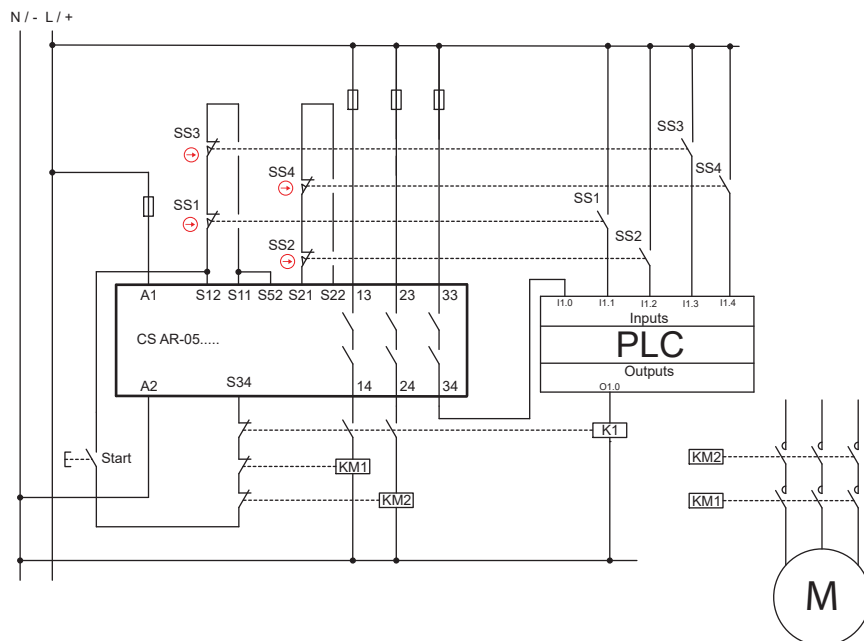 N / - L / +
SS3
SS3
SS4
SS4
SS1
SS1
SS2
SS2
A1 S12 S11 S52 S21 S22 13 23 33
I1.0 I1.1 I1.2 I1.3 I1.4
Inputs
CS AR-05.....
PLC
Outputs
A2 S34 14 24 34
O1.0
K1
Start
KM1
KM2
KM2
KM1
M